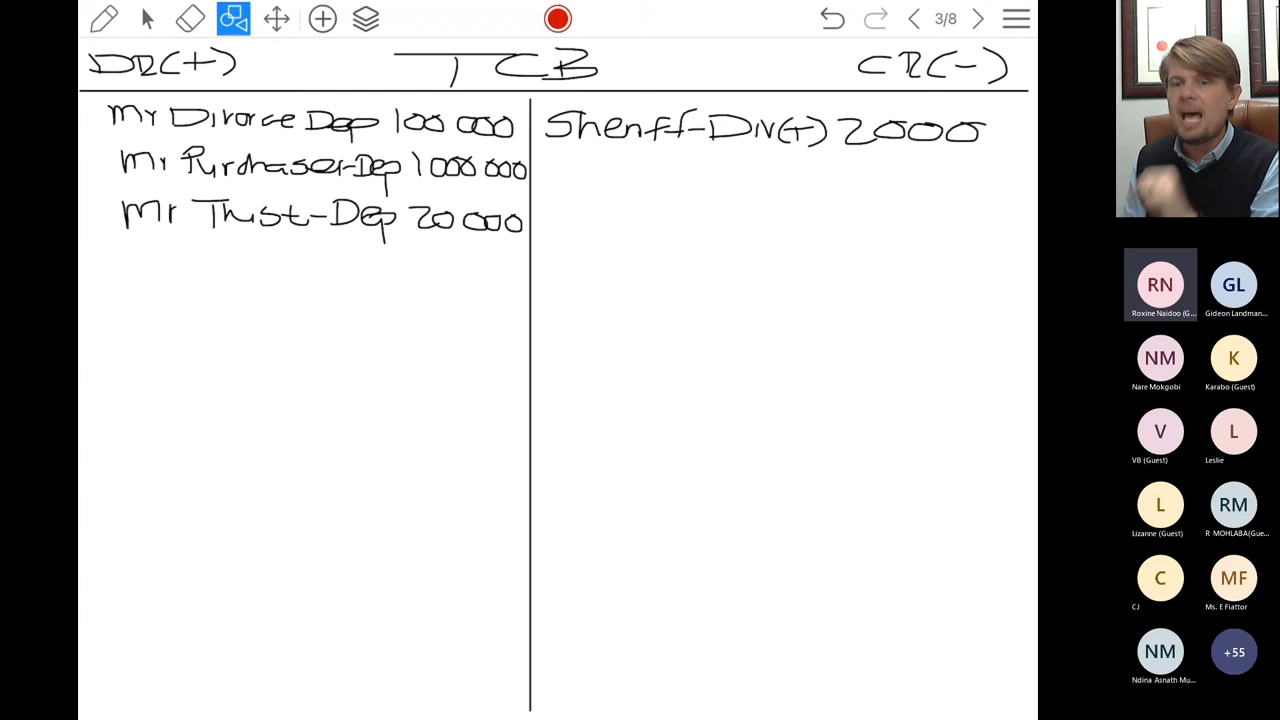 3/8
DR(+) TCB CR(-)
Mr Divorce Dep 100 000
Sheriff-Div(+) 2000
Mr Purchaser-Dep 1 000 000
Mr Trust-Dep 20 000
RN
Roxine Naidoo (G...
GL
Gideon Landman...
NM
Nare Mokgobi
K
Karabo (Guest)
V
VB (Guest)
L
Leslie
L
Lizanne (Guest)
RM
R MOHLABA(Gue...
C
CJ
MF
Ms. E Fiattor
NM
Ndina Asnath Mu...
+55